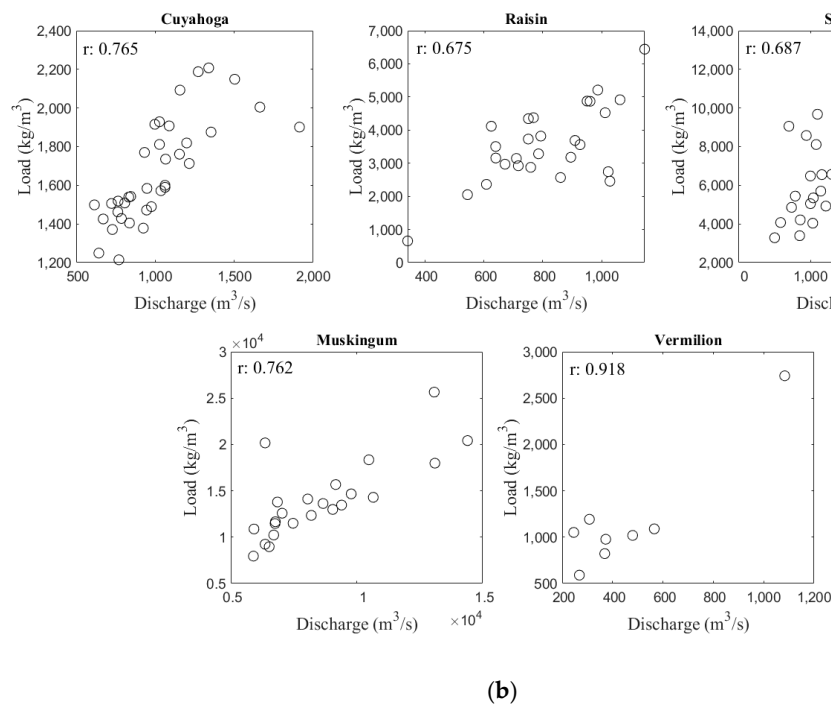 Cuyahoga
r: 0.765
2,400
2,200
2,000
1,800
1,600
1,400
1,200
500
1,000
1,500
2,000
Load (kg/m³)
Discharge (m³/s)
Raisin
r: 0.675
7,000
6,000
5,000
4,000
3,000
2,000
1,000
0
400
600
800
1,000
Load (kg/m³)
Discharge (m³/s)
S
r: 0.687
14,000
12,000
10,000
8,000
6,000
4,000
2,000
0
1,000
Load (kg/m³)
Disch
Muskingum
×10⁴
r: 0.762
3
2.5
2
1.5
1
0.5
0.5
1
1.5
×10⁴
Load (kg/m³)
Discharge (m³/s)
Vermilion
r: 0.918
3,000
2,500
2,000
1,500
1,000
500
200
400
600
800
1,000
1,200
Load (kg/m³)
Discharge (m³/s)
(b)